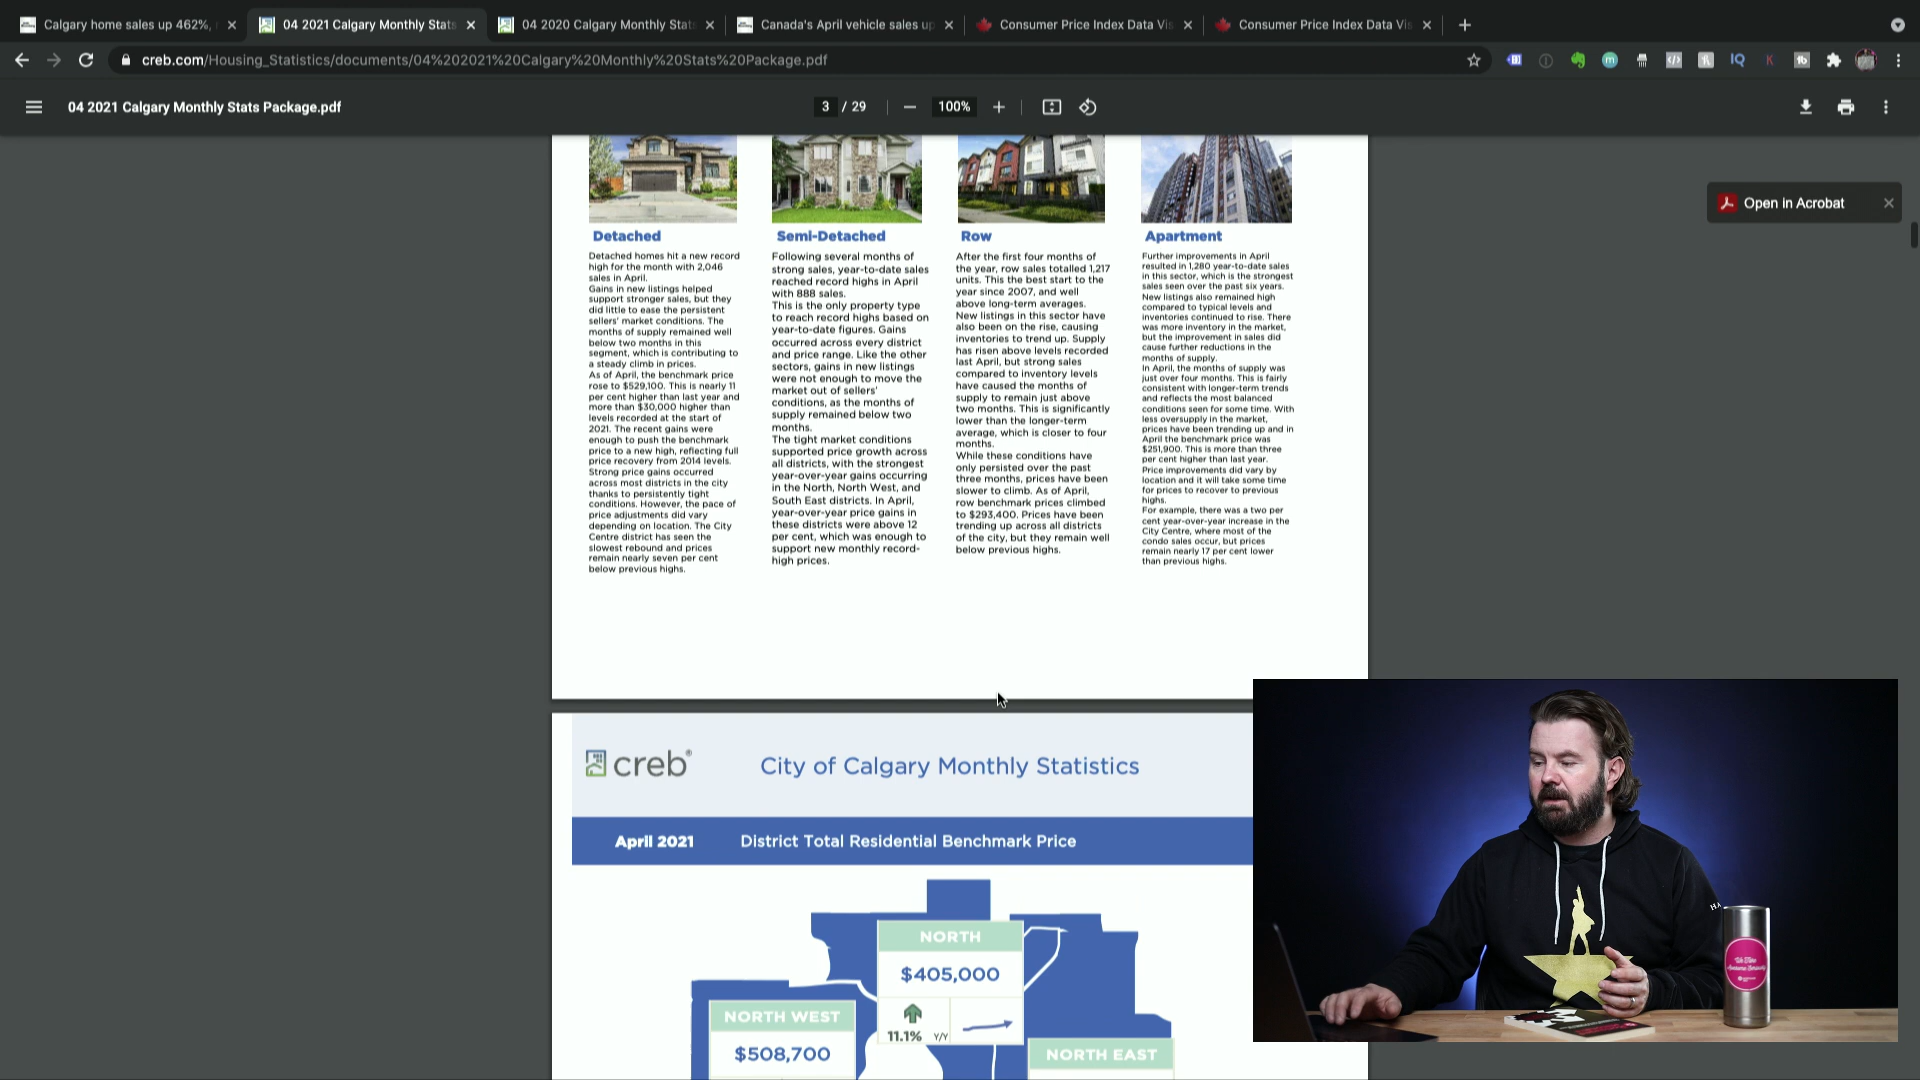 Calgary home sales up 462%,
04 2021 Calgary Monthly Stats
04 2020 Calgary Monthly Stat
Canada's April vehicle sales up
Consumer Price Index Data Vis
Consumer Price Index Data Vis
creb.com/Housing_Statistics/documents/04%202021%20Calgary%20Monthly%20Stats%20Package.pdf
04 2021 Calgary Monthly Stats Package.pdf
3 / 29
100%
Open in Acrobat
Detached
Detached homes hit a new record
high for the month with 2,046
sales in April.
Gains in new listings helped
support stronger sales, but they
did little to ease the persistent
sellers' market conditions. The
months of supply remained well
below two months in this
segment, which is contributing to
a steady climb in prices.
As of April, the benchmark price
rose to $529,100. This is nearly 11
per cent higher than last year and
more than $30,000 higher than
levels recorded at the start of
2021. The recent gains were
enough to push the benchmark
price to a new high, reflecting full
price recovery from 2014 levels.
Strong price gains occurred
across most districts in the city
thanks to persistently tight
conditions. However, the pace of
price adjustments did vary
depending on location. The City
Centre district has seen the
slowest rebound and prices
remain nearly seven per cent
below previous highs.
Semi-Detached
Following several months of
strong sales, year-to-date sales
reached record highs in April
with 888 sales.
This is the only property type
to reach record highs based on
year-to-date figures. Gains
occurred across every district
and price range. Like the other
sectors, gains in new listings
were not enough to move the
market out of sellers'
conditions, as the months of
supply remained below two
months.
The tight market conditions
supported price growth across
all districts, with the strongest
year-over-year gains occurring
in the North, North West, and
South East districts. In April,
year-over-year price gains in
these districts were above 12
per cent, which was enough to
support new monthly record-
high prices.
Row
After the first four months of
the year, row sales totalled 1,217
units. This the best start to the
year since 2007, and well
above long-term averages.
New listings in this sector have
also been on the rise, causing
inventories to trend up. Supply
has risen above levels recorded
last April, but strong sales
compared to inventory levels
have caused the months of
supply to remain just above
two months. This is significantly
lower than the longer-term
average, which is closer to four
months.
While these conditions have
only persisted over the past
three months, prices have been
slower to climb. As of April,
row benchmark prices climbed
to $293,400. Prices have been
trending up across all districts
of the city, but they remain well
below previous highs.
Apartment
Further improvements in April
resulted in 1,280 year-to-date sales
in this sector, which is the strongest
sales seen over the past six years.
New listings also remained high
compared to typical levels and
inventories continued to rise. There
was more inventory in the market,
but the improvement in sales did
cause further reductions in the
months of supply.
In April, the months of supply was
just over four months. This is fairly
consistent with longer-term trends
and reflects the most balanced
conditions seen for some time. With
less oversupply in the market,
prices have been trending up and in
April the benchmark price was
$251,900. This is more than three
per cent higher than last year.
Price improvements did vary by
location and it will take some time
for prices to recover to previous
highs.
For example, there was a two per
cent year-over-year increase in the
City Centre, where most of the
condo sales occur, but prices
remain nearly 17 per cent lower
than previous highs.
creb®
City of Calgary Monthly Statistics
April 2021
District Total Residential Benchmark Price
NORTH
$405,000
11.1% Y/Y
NORTH WEST
$508,700
NORTH EAST